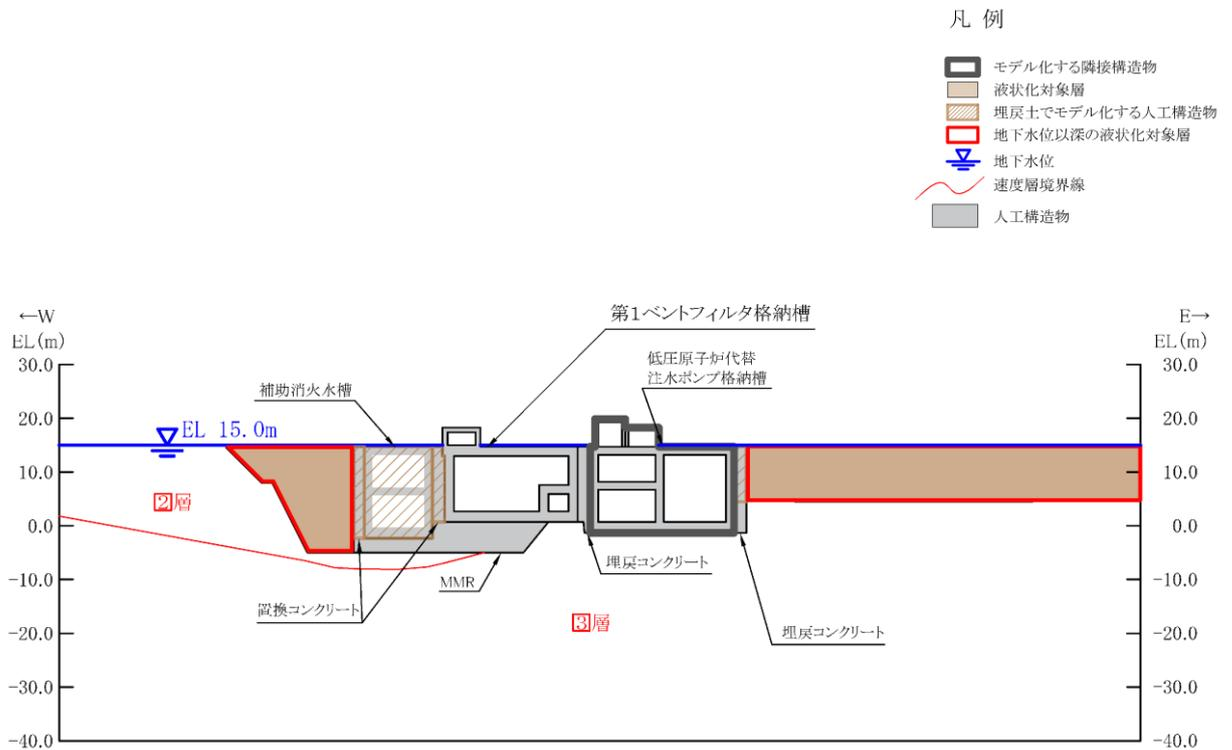 凡 例
モデル化する隣接構造物
液状化対象層
埋戻土でモデル化する人工構造物
地下水位以深の液状化対象層
地下水位
速度層境界線
人工構造物
←W
EL(m)
30.0
20.0
10.0
0.0
-10.0
-20.0
-30.0
-40.0
E→
EL(m)
30.0
20.0
10.0
0.0
-10.0
-20.0
-30.0
-40.0
第1ベントフィルタ格納槽
低圧原子炉代替
注水ポンプ格納槽
補助消火水槽
EL 15.0m
2層
埋戻コンクリート
MMR
置換コンクリート
3層
埋戻コンクリート